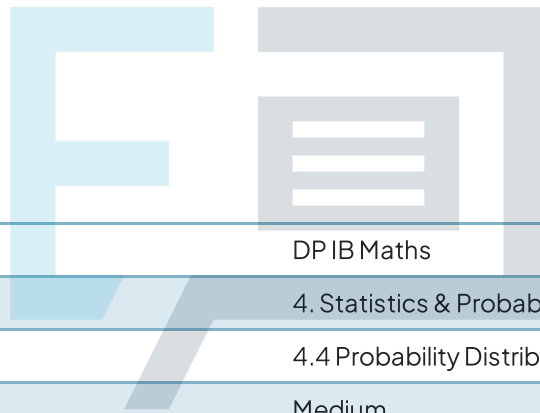 DP IB Maths
4. Statistics & Probab
4.4 Probability Distrib
Medium